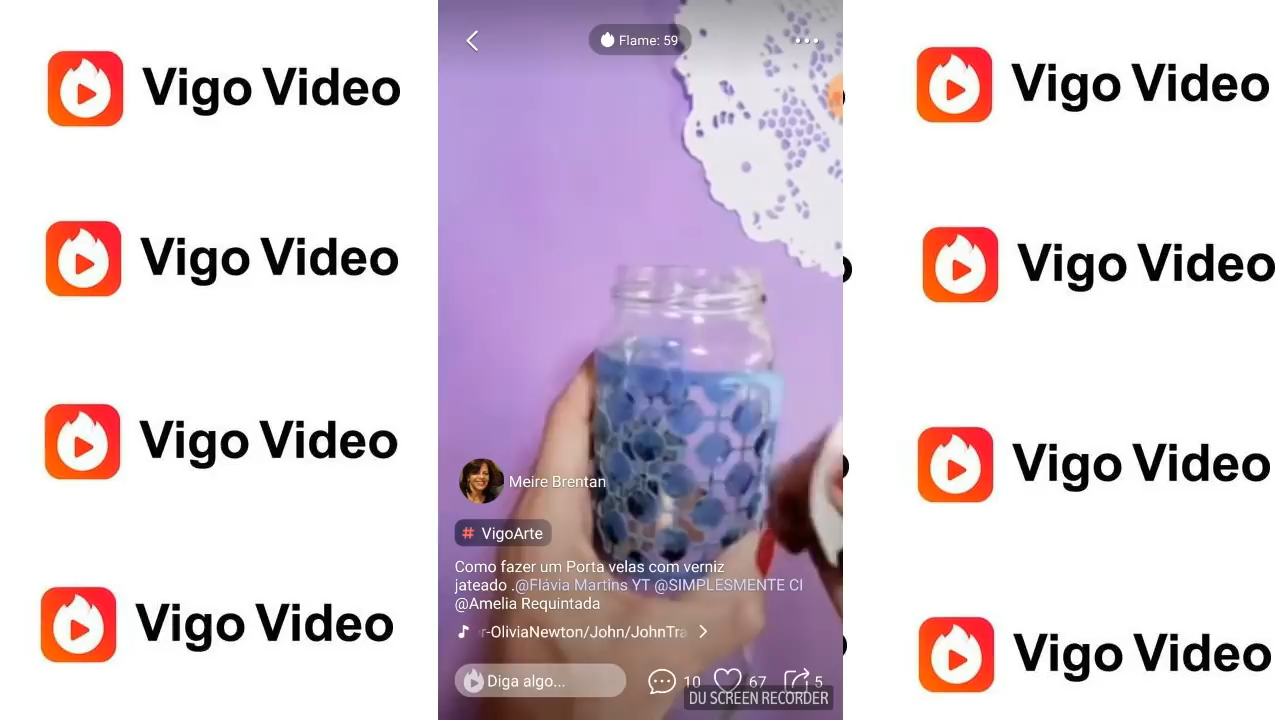 Vigo Video
Vigo Video
Vigo Video
Vigo Video
Flame: 59
Meire Brentan
# VigoArte
Como fazer um Porta velas com verniz
jateado .@Flávia Martins YT @SIMPLESMENTE CI
@Amelia Requintada
r-OliviaNewton/John/JohnTra
Diga algo...
10
67
5
DU SCREEN RECORDER
Vigo Video
Vigo Video
Vigo Video
Vigo Video